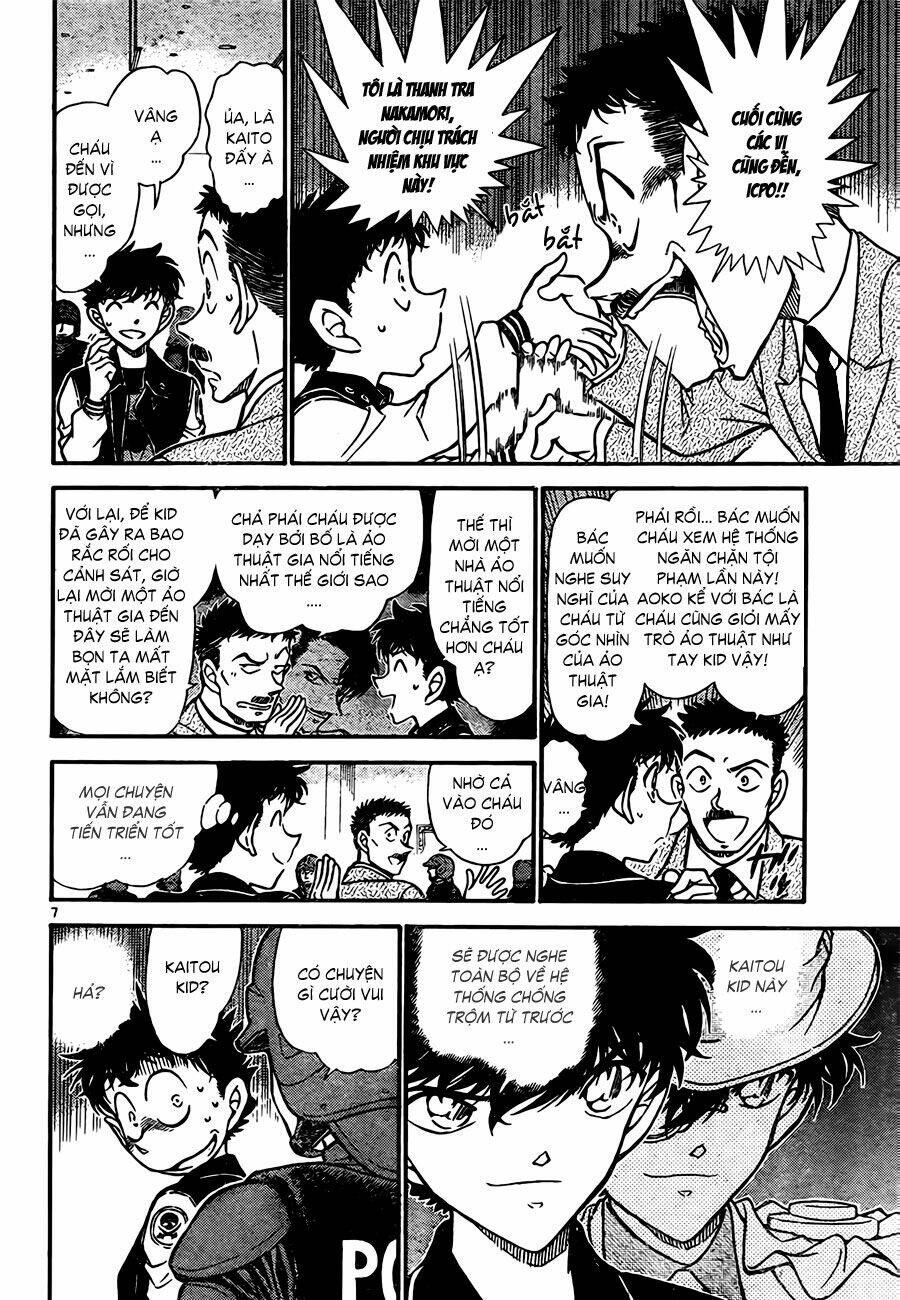 CUỐI CÙNG
CÁC VỊ
CŨNG ĐẾN,
ICPO!!
TÔI LÀ THANH TRA
NAKAMORI,
NGƯỜI CHỊU TRÁCH
NHIỆM KHU VỰC
NÀY!
bắt
bắt
ỦA, LÀ
KAITO
ĐẤY À
...
VÂNG
Ạ
...
CHÁU
ĐẾN VÌ
ĐƯỢC
GỌI,
NHƯNG
...
PHẢI RỒI... BÁC MUỐN
CHÁU XEM HỆ THỐNG
NGĂN CHẶN TỘI
PHẠM LẦN NÀY!
AOKO KỂ VỚI BÁC LÀ
CHÁU CŨNG GIỎI MẤY
TRÒ ẢO THUẬT NHƯ
TAY KID VẬY!
BÁC
MUỐN
NGHE SUY
NGHĨ CỦA
CHÁU TỪ
GÓC NHÌN
CỦA ẢO
THUẬT
GIA!
VÂNG
...
THẾ THÌ
MỜI MỘT
NHÀ ẢO
THUẬT NỔI
TIẾNG
CHẲNG TỐT
HƠN CHÁU
Ạ?
CHẢ PHẢI CHÁU ĐƯỢC
DẠY BỞI BỐ LÀ ẢO
THUẬT GIA NỔI TIẾNG
NHẤT THẾ GIỚI SAO
....
VỚI LẠI, ĐỂ KID
ĐÃ GÂY RA BAO
RẮC RỐI CHO
CẢNH SÁT, GIỜ
LẠI MỜI MỘT ẢO
THUẬT GIA ĐẾN
ĐÂY SẼ LÀM
BỌN TA MẤT
MẶT LẮM BIẾT
KHÔNG?
NHỜ CẢ
VÀO CHÁU
ĐÓ
MỌI CHUYỆN
VẪN ĐANG
TIẾN TRIỂN TỐT
...
7
KAITOU
KID NÀY
...
SẼ ĐƯỢC NGHE
TOÀN BỘ VỀ HỆ
THỐNG CHỐNG
TRỘM TỪ TRƯỚC
...
CÓ CHUYỆN
GÌ CƯỜI VUI
VẬY?
KAITOU
KID?
HẢ?
PO